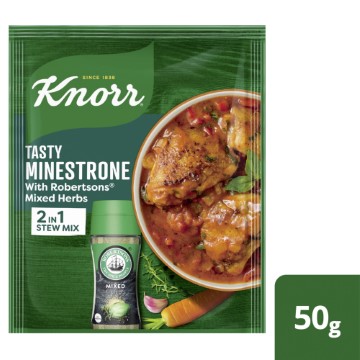 SINCE 1838
Knorr
TASTY
MINESTRONE
With Robertsons®
Mixed Herbs
2 IN 1
STEW MIX
MIXED
50g